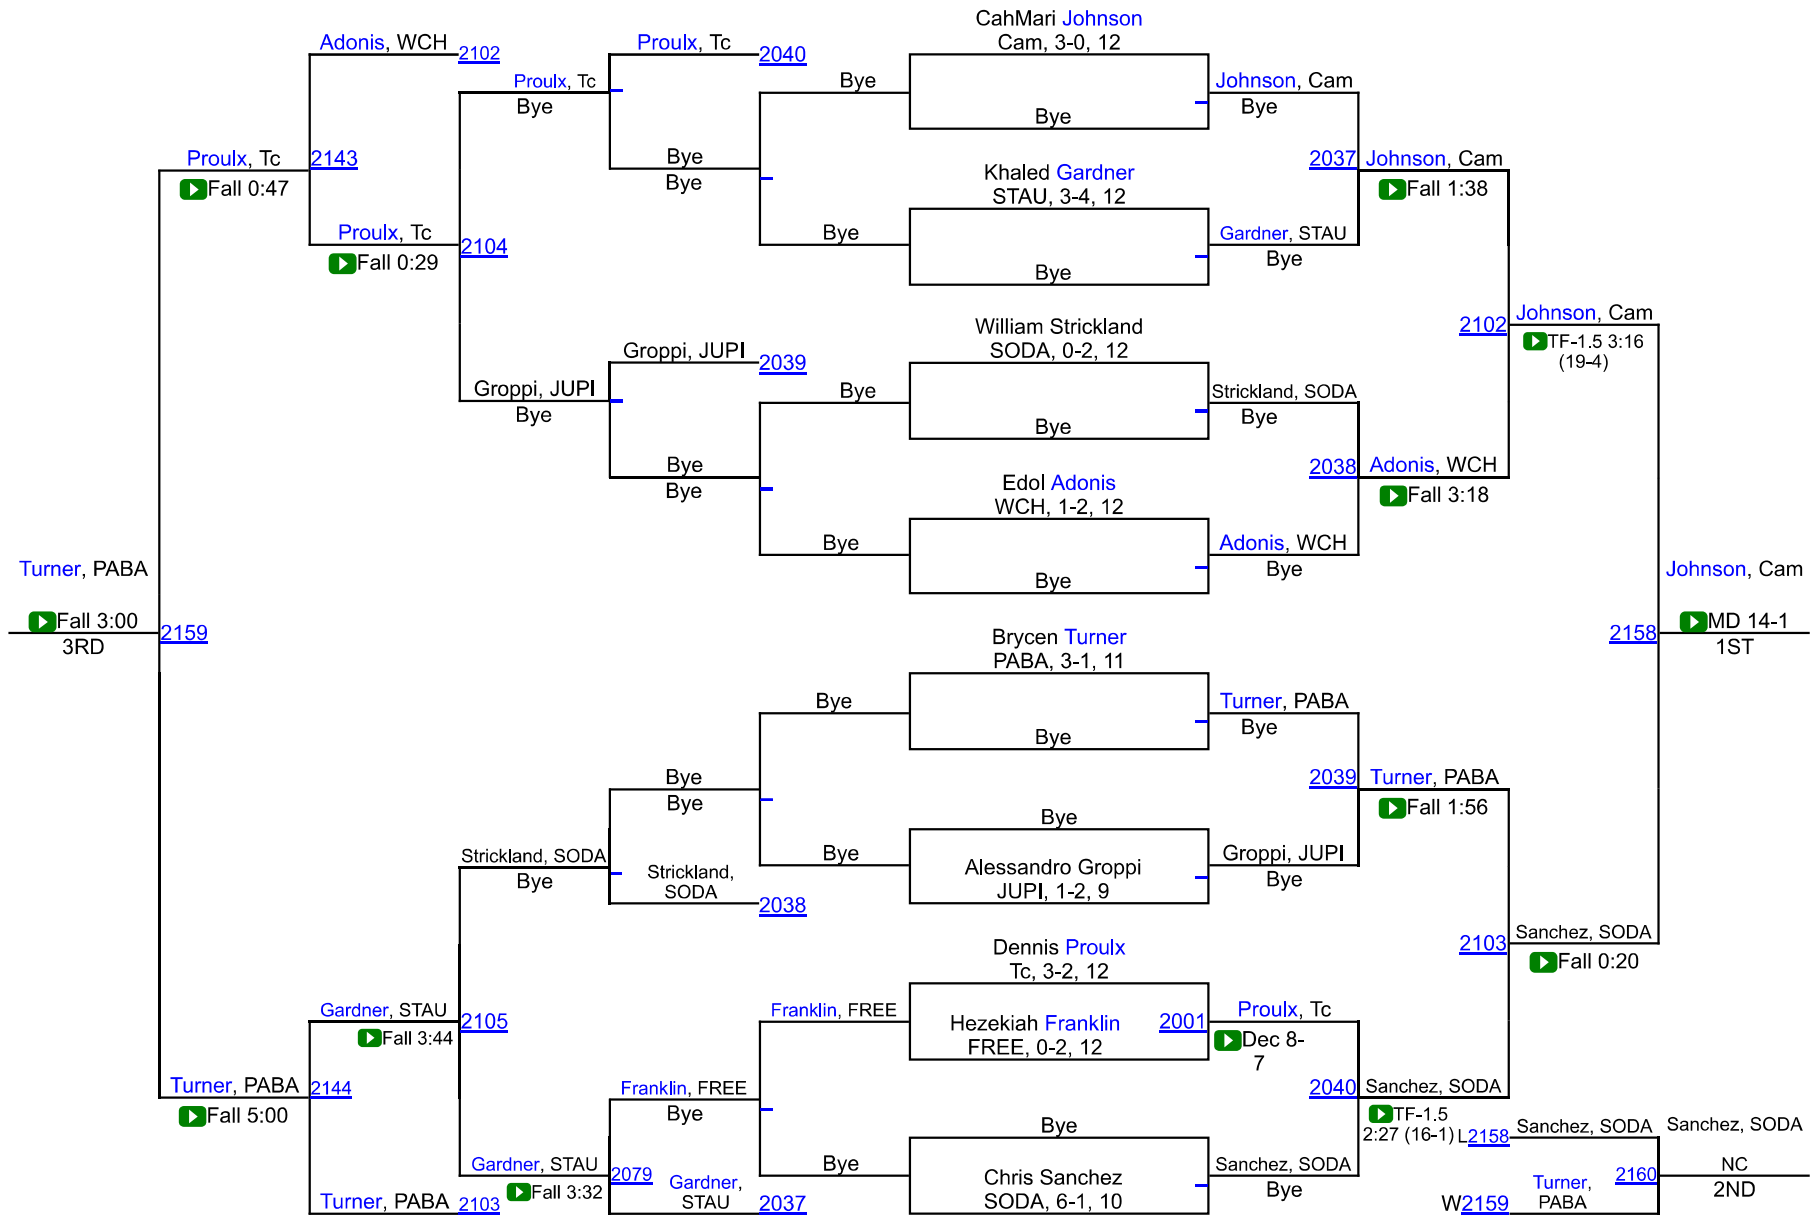 CahMari Johnson
Cam, 3-0, 12
Adonis, WCH
2102
Proulx, Tc
2040
Proulx, Tc
Bye
Bye
Johnson, Cam
Bye
Bye
Proulx, Tc
2143
Fall 0:47
Bye
Bye
Khaled Gardner
STAU, 3-4, 12
2037
Johnson, Cam
Fall 1:38
Proulx, Tc
Fall 0:29
2104
Bye
Gardner, STAU
Bye
Bye
William Strickland
SODA, 0-2, 12
2102
Johnson, Cam
TF-1.5 3:16
(19-4)
Groppi, JUPI
2039
Groppi, JUPI
Bye
Bye
Strickland, SODA
Bye
Bye
Bye
Bye
Edol Adonis
WCH, 1-2, 12
2038
Adonis, WCH
Fall 3:18
Bye
Adonis, WCH
Bye
Bye
Turner, PABA
Fall 3:00
3RD
2159
Johnson, Cam
2158
MD 14-1
1ST
Brycen Turner
PABA, 3-1, 11
Bye
Turner, PABA
Bye
Bye
Bye
Bye
2039
Turner, PABA
Fall 1:56
Bye
Strickland, SODA
Bye
Strickland,
SODA
2038
Bye
Alessandro Groppi
JUPI, 1-2, 9
Groppi, JUPI
Bye
Dennis Proulx
Tc, 3-2, 12
2103
Sanchez, SODA
Fall 0:20
Gardner, STAU
Fall 3:44
2105
Franklin, FREE
Hezekiah Franklin
FREE, 0-2, 12
2001
Proulx, Tc
Dec 8-
7
Turner, PABA
Fall 5:00
2144
Franklin, FREE
Bye
2040
Sanchez, SODA
TF-1.5
2:27 (16-1)
Bye
Chris Sanchez
SODA, 6-1, 10
Bye
Sanchez, SODA
Bye
Gardner, STAU
Fall 3:32
2079
Gardner,
STAU
2037
Turner, PABA
2103
L2158
Sanchez, SODA
Sanchez, SODA
2160
NC
2ND
W2159
Turner,
PABA